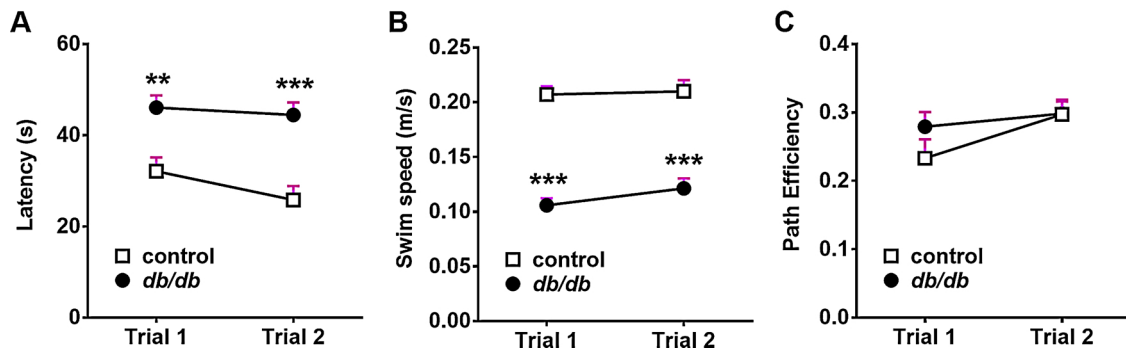 A
Latency (s)
60
40
20
0
**
***
control
db/db
Trial 1
Trial 2
B
Swim speed (m/s)
0.25
0.20
0.15
0.10
0.05
0.00
***
***
control
db/db
Trial 1
Trial 2
C
Path Efficiency
0.4
0.3
0.2
0.1
0.0
control
db/db
Trial 1
Trial 2